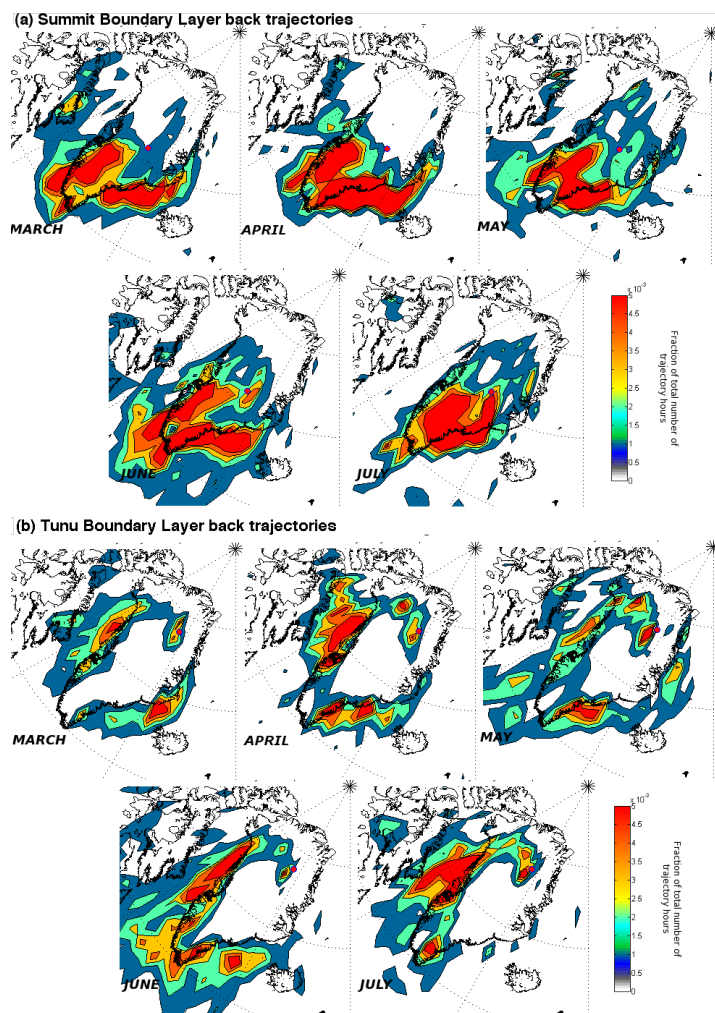 (a) Summit Boundary Layer back trajectories
MARCH
APRIL
MAY
JUNE
JULY
x 10⁻³
5
4.5
4
3.5
3
2.5
2
1.5
1
0.5
0
Fraction of total number of
trajectory hours
(b) Tunu Boundary Layer back trajectories
MARCH
APRIL
MAY
JUNE
JULY
x 10⁻³
5
4.5
4
3.5
3
2.5
2
1.5
1
0.5
0
Fraction of total number of
trajectory hours